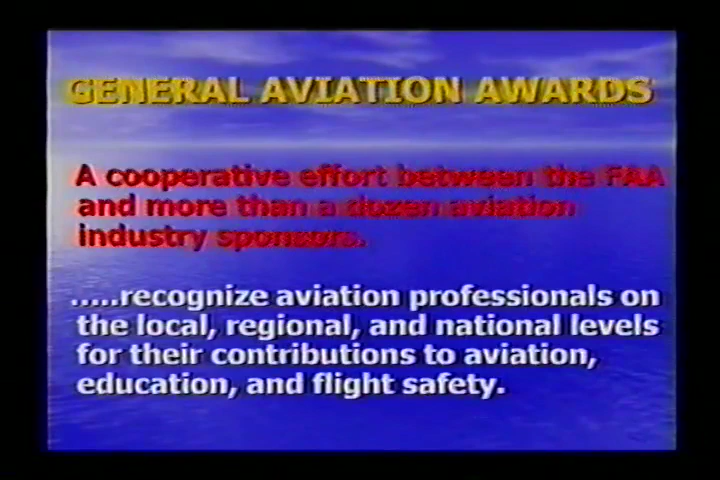 GENERAL AVIATION AWARDS
A cooperative effort between the FAA
and more than a dozen aviation
industry sponsors.
.....recognize aviation professionals on
the local, regional, and national levels
for their contributions to aviation,
education, and flight safety.